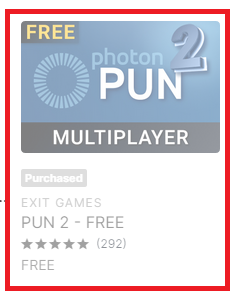 FREE
photon
PUN 2
MULTIPLAYER
Purchased
EXIT GAMES
PUN 2 - FREE
★★★★★ (292)
FREE